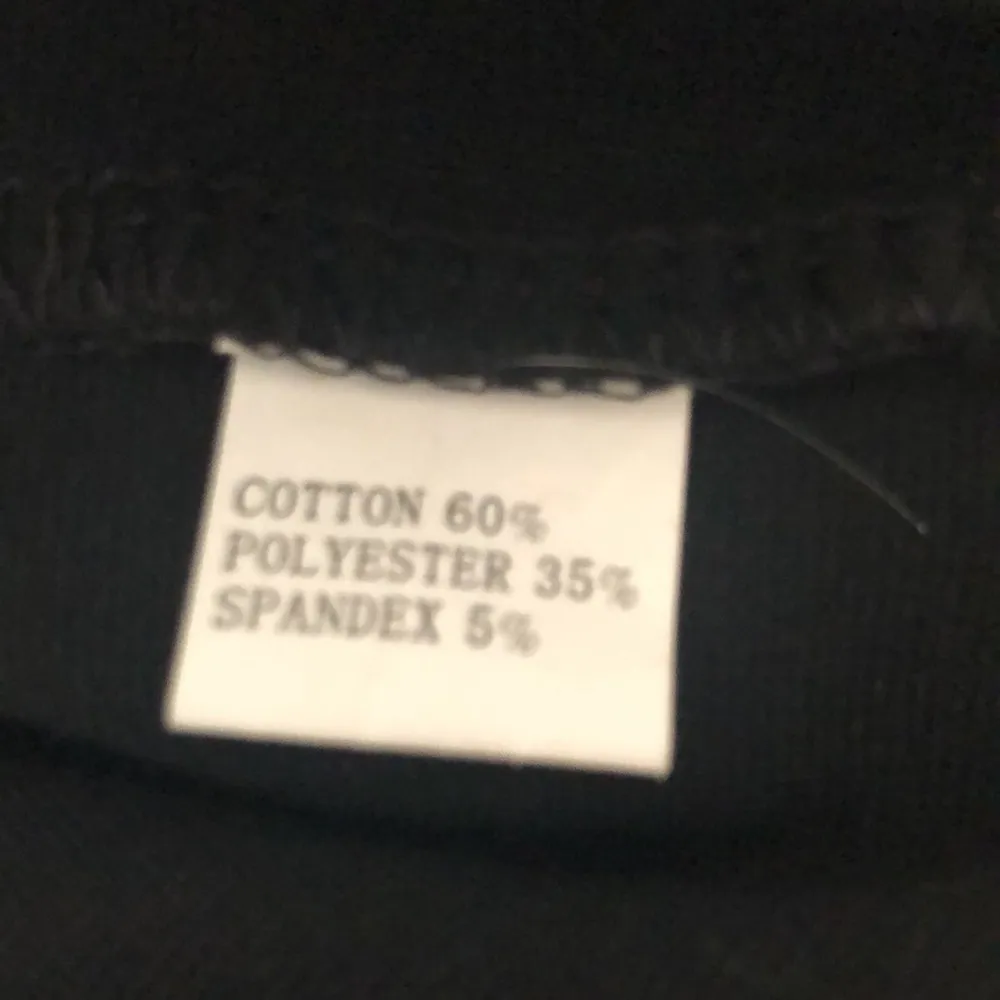 COTTON 60%
POLYESTER 35%
SPANDEX 5%